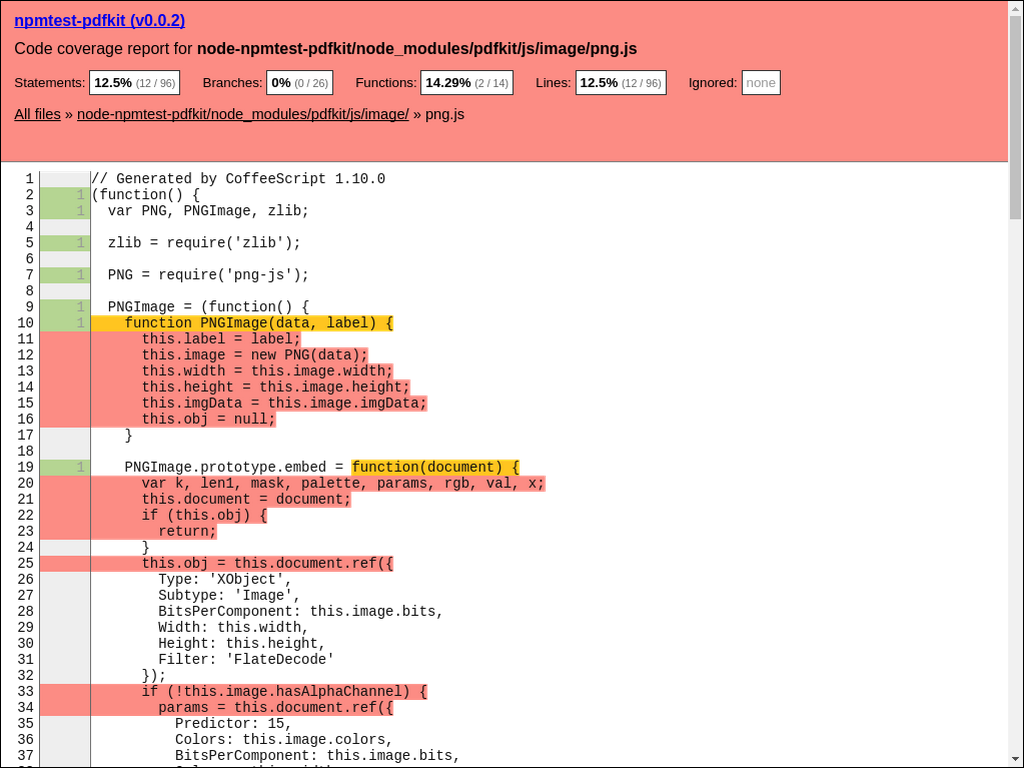 npmtest-pdfkit (v0.0.2)
Code coverage report for node-npmtest-pdfkit/node_modules/pdfkit/js/image/png.js
Statements: 12.5% (12 / 96) Branches: 0% (0 / 26) Functions: 14.29% (2 / 14) Lines: 12.5% (12 / 96) Ignored: none
All files » node-npmtest-pdfkit/node_modules/pdfkit/js/image/ » png.js
1 // Generated by CoffeeScript 1.10.0
2 1 (function() {
3 1 var PNG, PNGImage, zlib;
4
5 1 zlib = require('zlib');
6
7 1 PNG = require('png-js');
8
9 1 PNGImage = (function() {
10 1 function PNGImage(data, label) {
11 this.label = label;
12 this.image = new PNG(data);
13 this.width = this.image.width;
14 this.height = this.image.height;
15 this.imgData = this.image.imgData;
16 this.obj = null;
17 }
18
19 1 PNGImage.prototype.embed = function(document) {
20 var k, len1, mask, palette, params, rgb, val, x;
21 this.document = document;
22 if (this.obj) {
23 return;
24 }
25 this.obj = this.document.ref({
26 Type: 'XObject',
27 Subtype: 'Image',
28 BitsPerComponent: this.image.bits,
29 Width: this.width,
30 Height: this.height,
31 Filter: 'FlateDecode'
32 });
33 if (!this.image.hasAlphaChannel) {
34 params = this.document.ref({
35 Predictor: 15,
36 Colors: this.image.colors,
37 BitsPerComponent: this.image.bits,